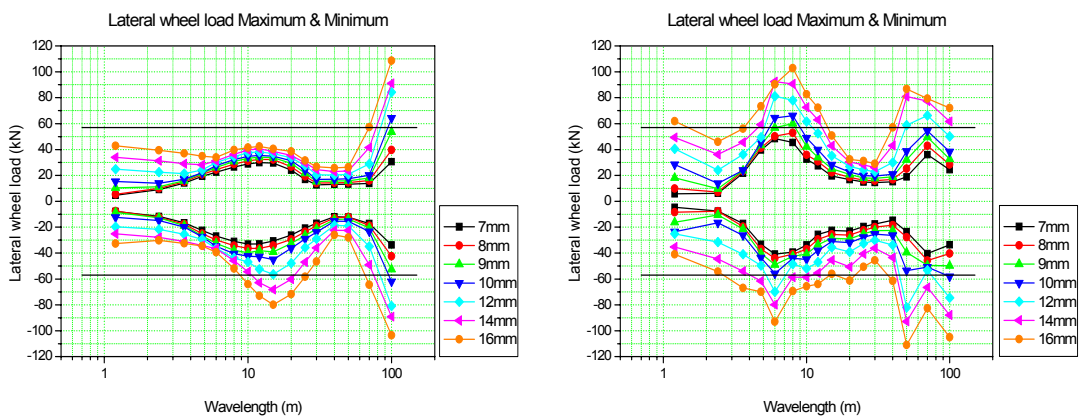 Lateral wheel load Maximum & Minimum
Lateral wheel load (kN)
120
100
80
60
40
20
0
-20
-40
-60
-80
-100
-120
1
10
100
Wavelength (m)
7mm
8mm
9mm
10mm
12mm
14mm
16mm
Lateral wheel load Maximum & Minimum
Lateral wheel load (kN)
120
100
80
60
40
20
0
-20
-40
-60
-80
-100
-120
1
10
100
Wavelength (m)
7mm
8mm
9mm
10mm
12mm
14mm
16mm